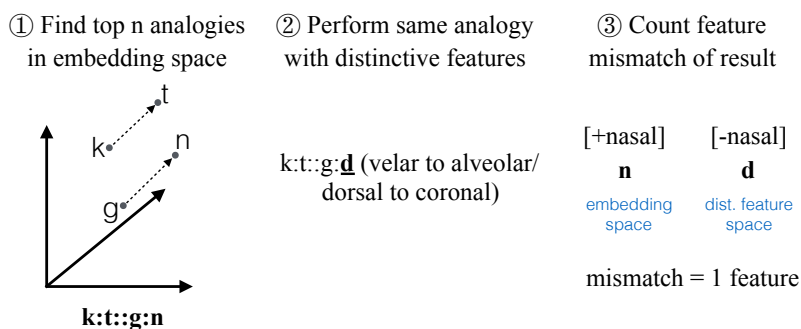 ① Find top n analogies
in embedding space
k
t
g
n
k:t::g:n
② Perform same analogy
with distinctive features
k:t::g:d (velar to alveolar/
dorsal to coronal)
③ Count feature
mismatch of result
[+nasal] [-nasal]
n d
embedding dist. feature
space space
mismatch = 1 feature